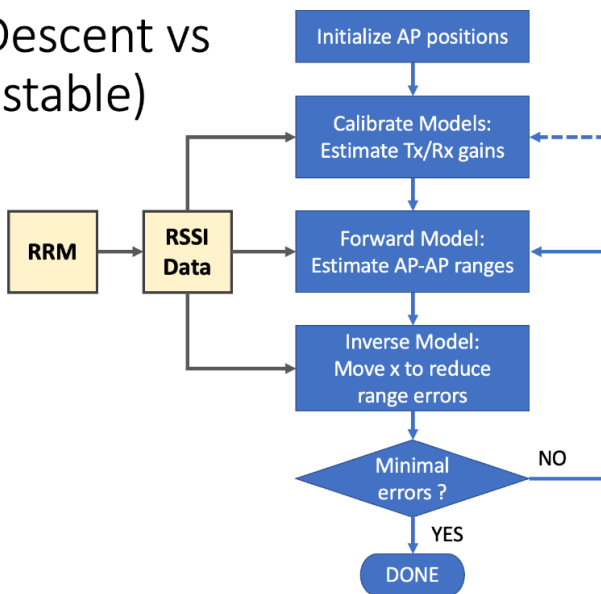 Descent vs
stable)
Initialize AP positions
Calibrate Models:
Estimate Tx/Rx gains
RRM
RSSI
Data
Forward Model:
Estimate AP-AP ranges
Inverse Model:
Move x to reduce
range errors
Minimal
errors ?
NO
YES
DONE